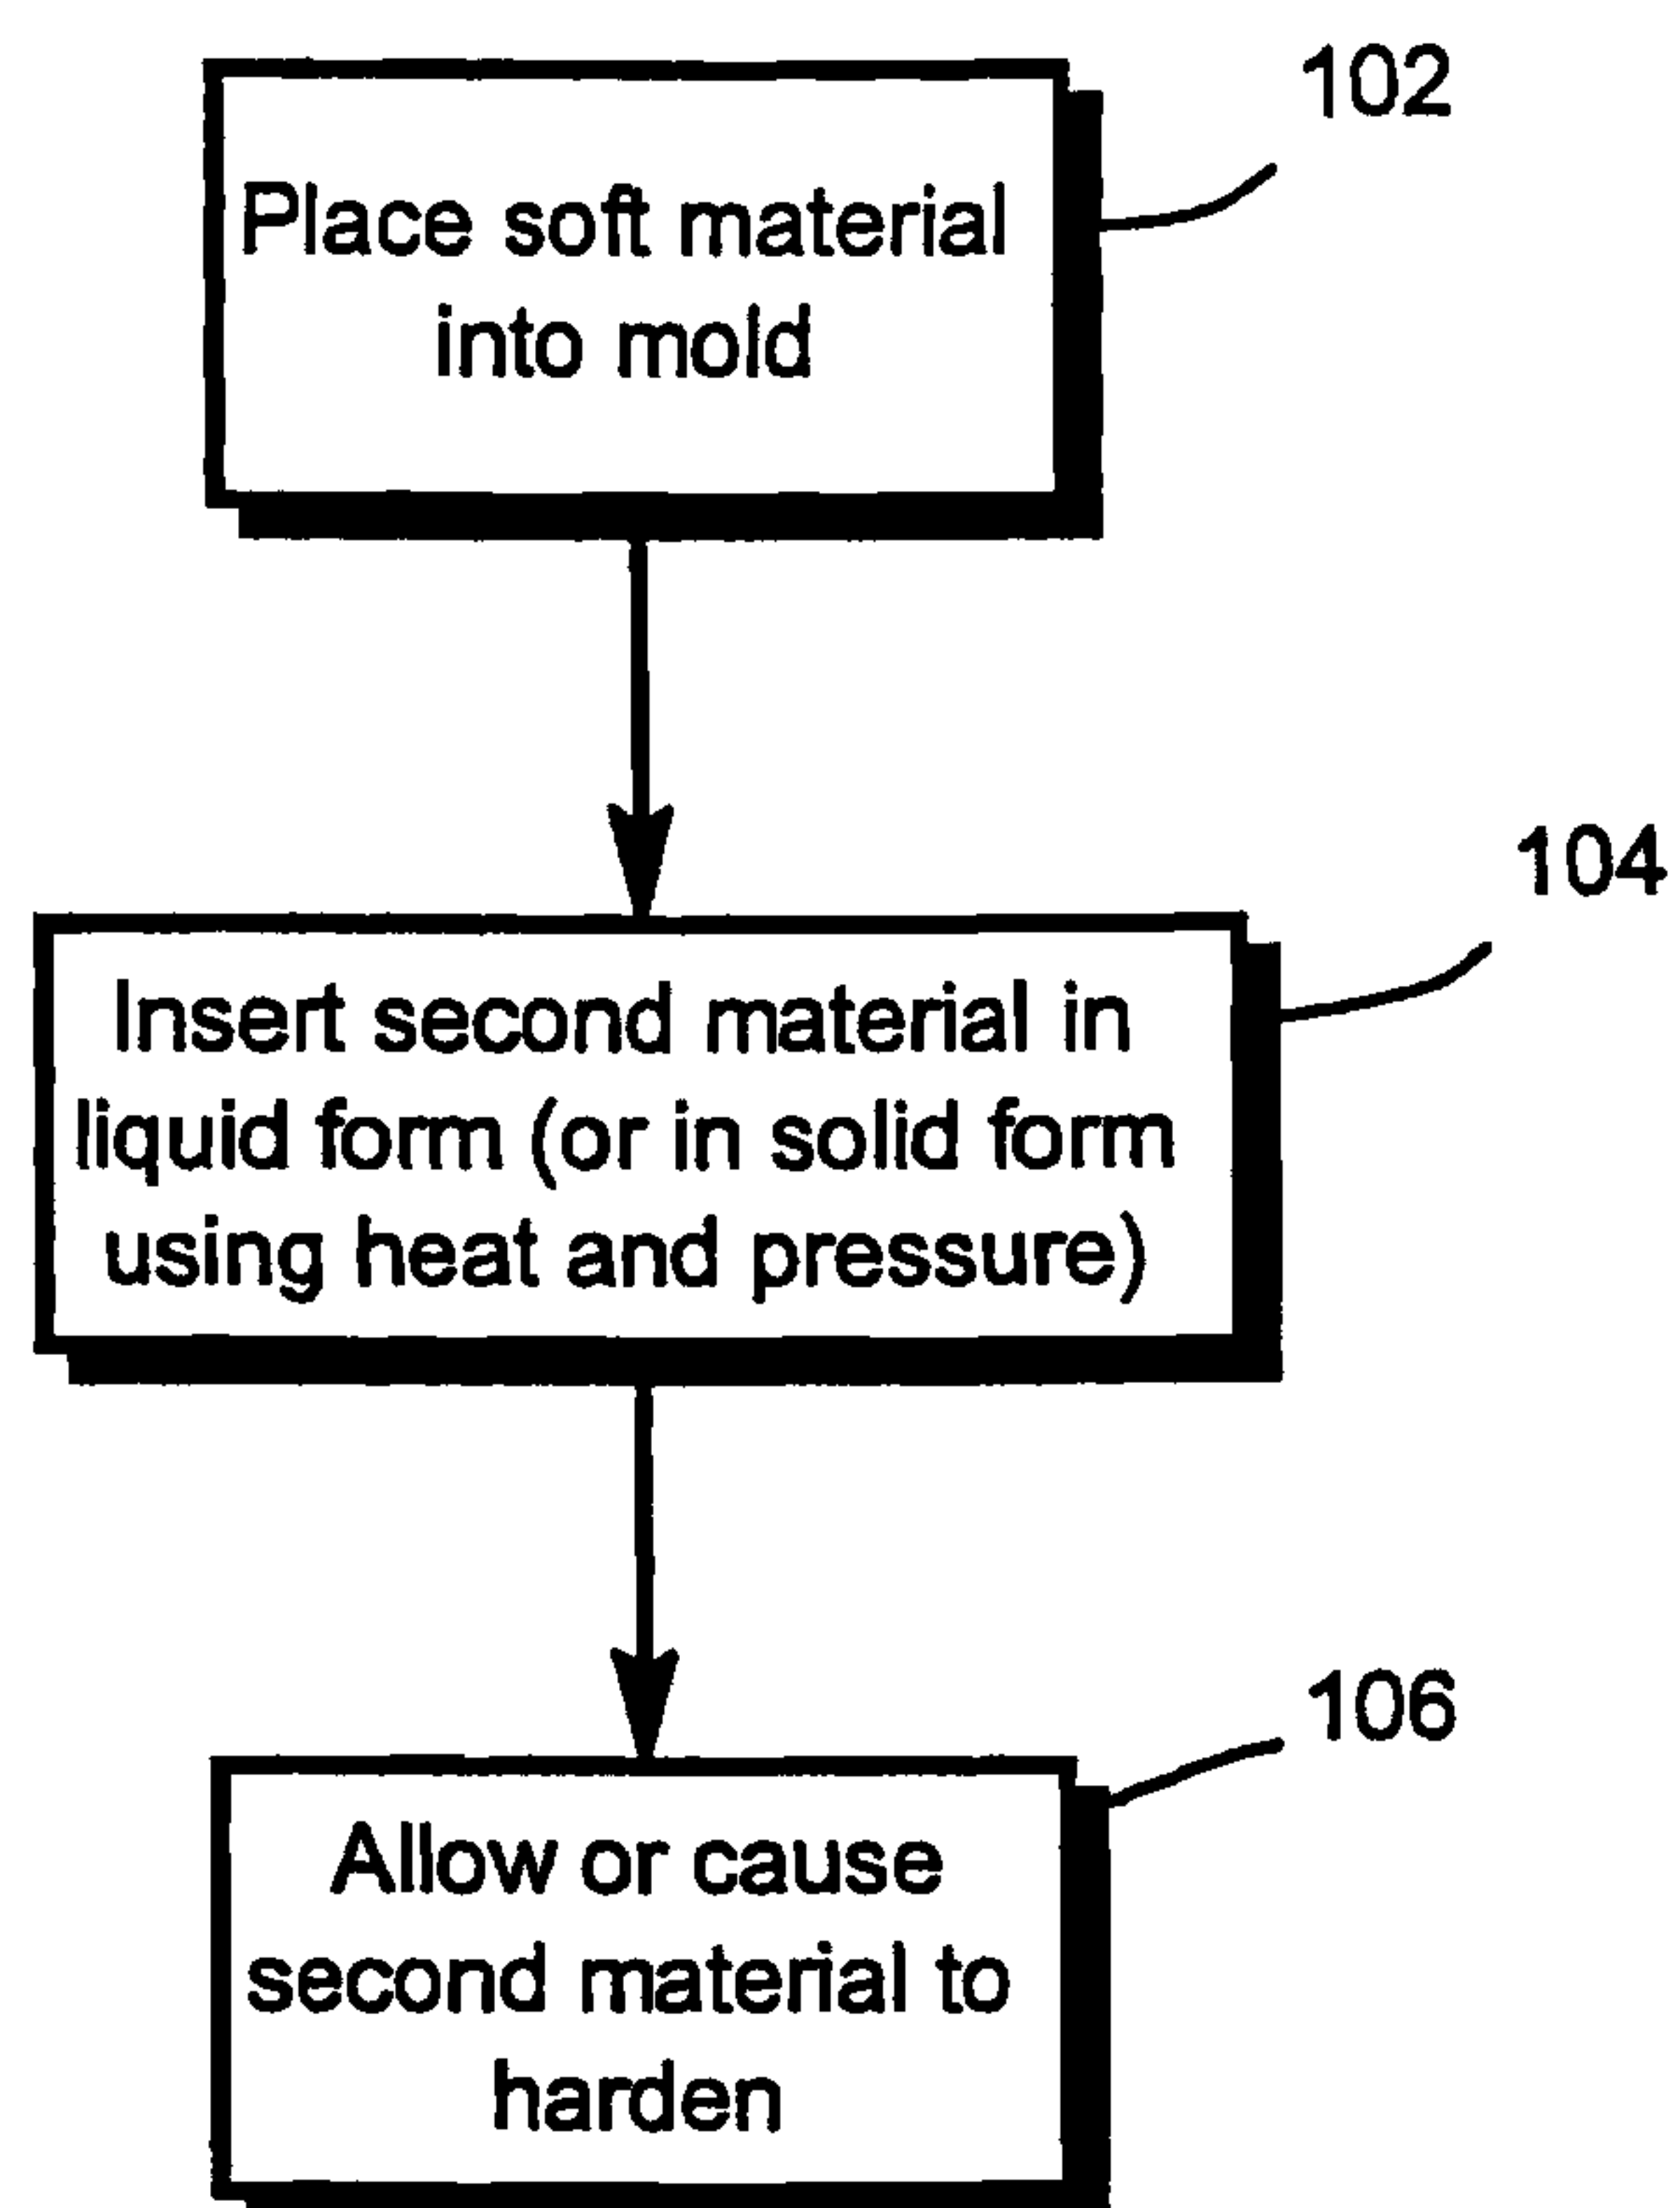 102
Place soft material
into mold
104
Insert second material in
liquid form (or in solid form
using heat and pressure)
106
Allow or cause
second material to
harden